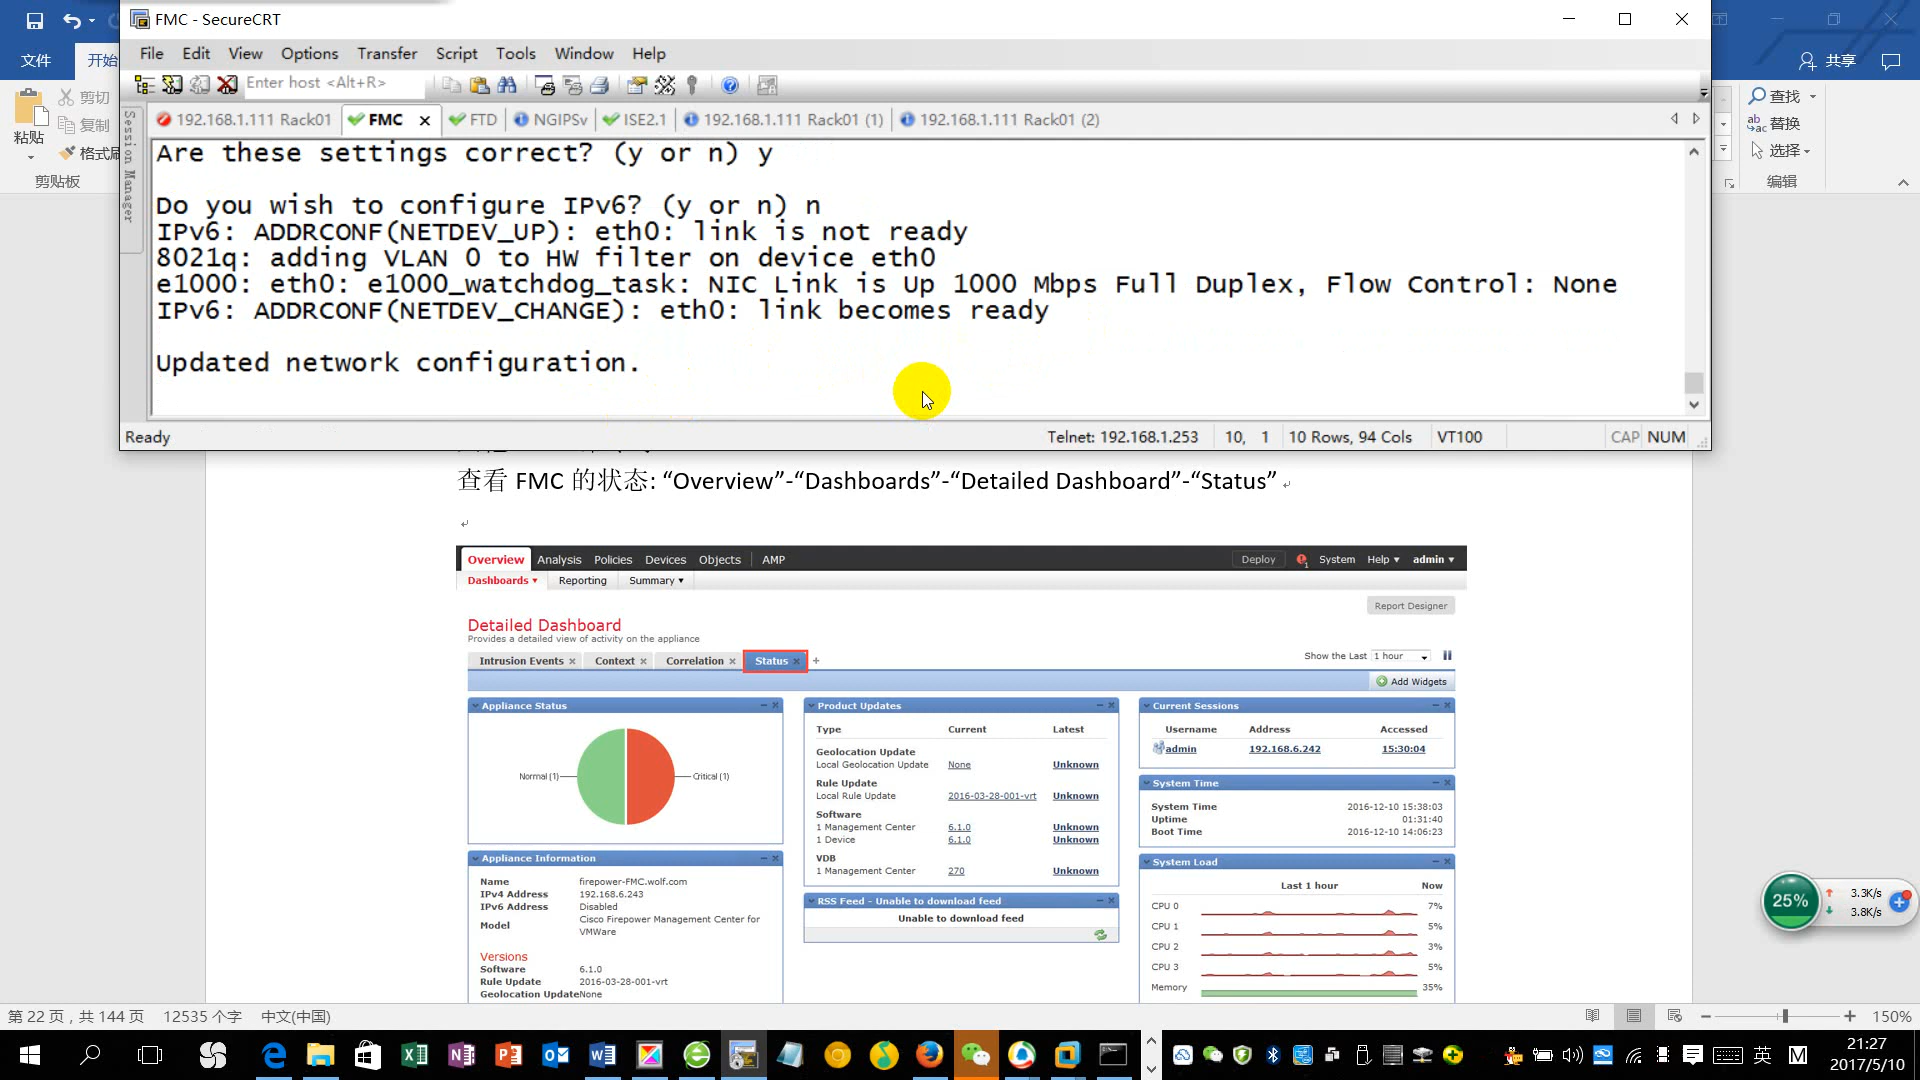 FMC - SecureCRT
文件
开始
File Edit View Options Transfer Script Tools Window Help
共享
Enter host <Alt+R>
粘贴
剪切
复制
格式刷
剪贴板
Session Manager
192.168.1.111 Rack01
FMC
FTD
NGIPSv
ISE2.1
192.168.1.111 Rack01 (1)
192.168.1.111 Rack01 (2)
查找
替换
选择
编辑
Are these settings correct? (y or n) y
Do you wish to configure IPv6? (y or n) n
IPv6: ADDRCONF(NETDEV_UP): eth0: link is not ready
8021q: adding VLAN 0 to HW filter on device eth0
e1000: eth0: e1000_watchdog_task: NIC Link is Up 1000 Mbps Full Duplex, Flow Control: None
IPv6: ADDRCONF(NETDEV_CHANGE): eth0: link becomes ready
Updated network configuration.
Ready
Telnet: 192.168.1.253 10, 1 10 Rows, 94 Cols VT100 CAP NUM
查看 FMC 的状态: “Overview”-“Dashboards”-“Detailed Dashboard”-“Status”
Overview Analysis Policies Devices Objects AMP
Deploy 1 System Help admin
Dashboards Reporting Summary
Report Designer
Detailed Dashboard
Provides a detailed view of activity on the appliance
Intrusion Events Context Correlation Status
Show the Last 1 hour
Add Widgets
Appliance Status
Normal (1)
Critical (1)
Appliance Information
Name firepower-FMC.wolf.com
IPv4 Address 192.168.6.243
IPv6 Address Disabled
Model Cisco Firepower Management Center for VMWare
Versions
Software 6.1.0
Rule Update 2016-03-28-001-vrt
Geolocation Update None
Product Updates
Type Current Latest
Geolocation Update
Local Geolocation Update None Unknown
Rule Update
Local Rule Update 2016-03-28-001-vrt Unknown
Software
1 Management Center 6.1.0 Unknown
1 Device 6.1.0 Unknown
VDB
1 Management Center 270 Unknown
RSS Feed - Unable to download feed
Unable to download feed
Current Sessions
Username Address Accessed
admin 192.168.6.242 15:30:04
System Time
System Time 2016-12-10 15:38:03
Uptime 01:31:40
Boot Time 2016-12-10 14:06:23
System Load
Last 1 hour Now
CPU 0 7%
CPU 1 5%
CPU 2 3%
CPU 3 5%
Memory 35%
25%
3.3K/s
3.8K/s
第 22 页，共 144 页 12535 个字 中文(中国)
150%
英
M
21:27
2017/5/10